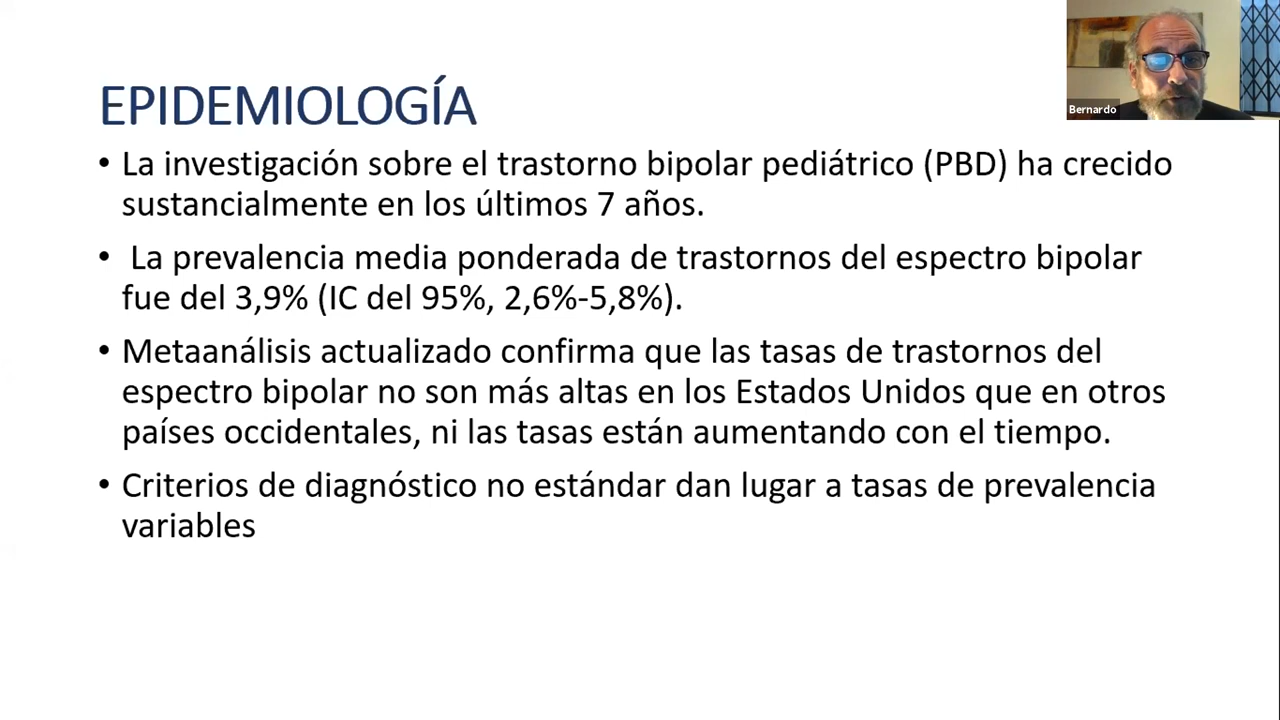 EPIDEMIOLOGÍA
• La investigación sobre el trastorno bipolar pediátrico (PBD) ha crecido
sustancialmente en los últimos 7 años.
• La prevalencia media ponderada de trastornos del espectro bipolar
fue del 3,9% (IC del 95%, 2,6%-5,8%).
• Metaanálisis actualizado confirma que las tasas de trastornos del
espectro bipolar no son más altas en los Estados Unidos que en otros
países occidentales, ni las tasas están aumentando con el tiempo.
• Criterios de diagnóstico no estándar dan lugar a tasas de prevalencia
variables
Bernardo